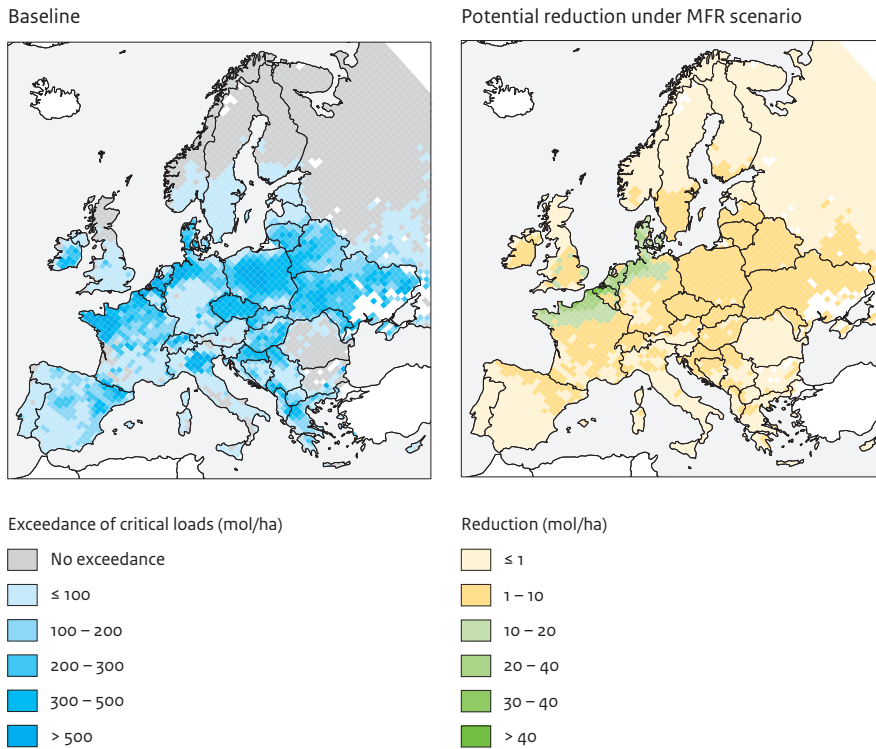 Baseline
Potential reduction under MFR scenario
Exceedance of critical loads (mol/ha)
No exceedance
≤ 100
100 – 200
200 – 300
300 – 500
> 500
Reduction (mol/ha)
≤ 1
1 – 10
10 – 20
20 – 40
30 – 40
> 40